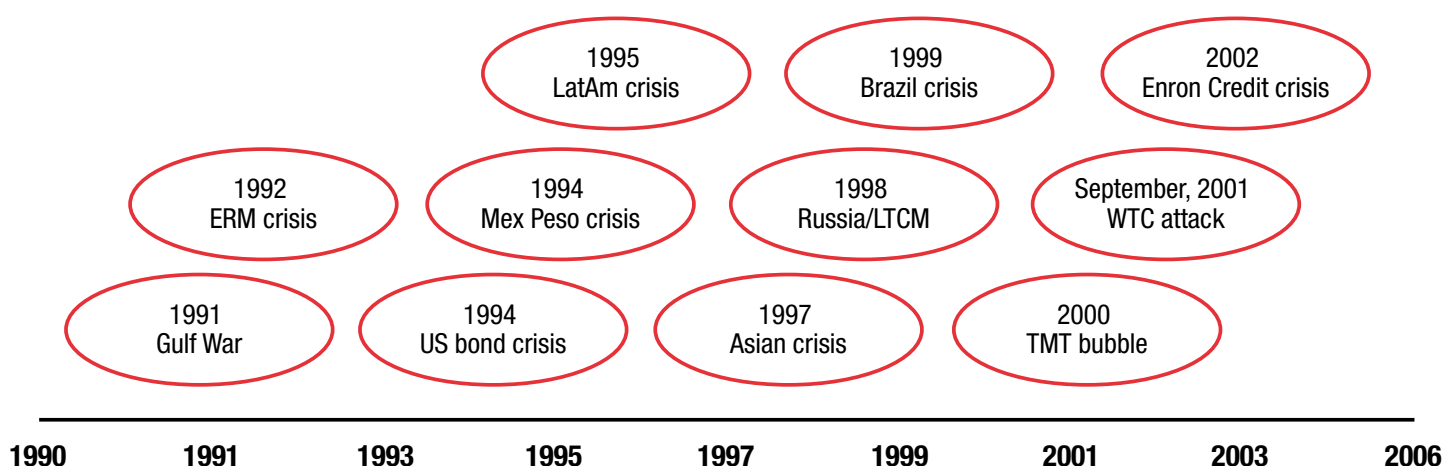 1995
LatAm crisis
1999
Brazil crisis
2002
Enron Credit crisis
1992
ERM crisis
1994
Mex Peso crisis
1998
Russia/LTCM
September, 2001
WTC attack
1991
Gulf War
1994
US bond crisis
1997
Asian crisis
2000
TMT bubble
1990 1991 1993 1995 1997 1999 2001 2003 2006